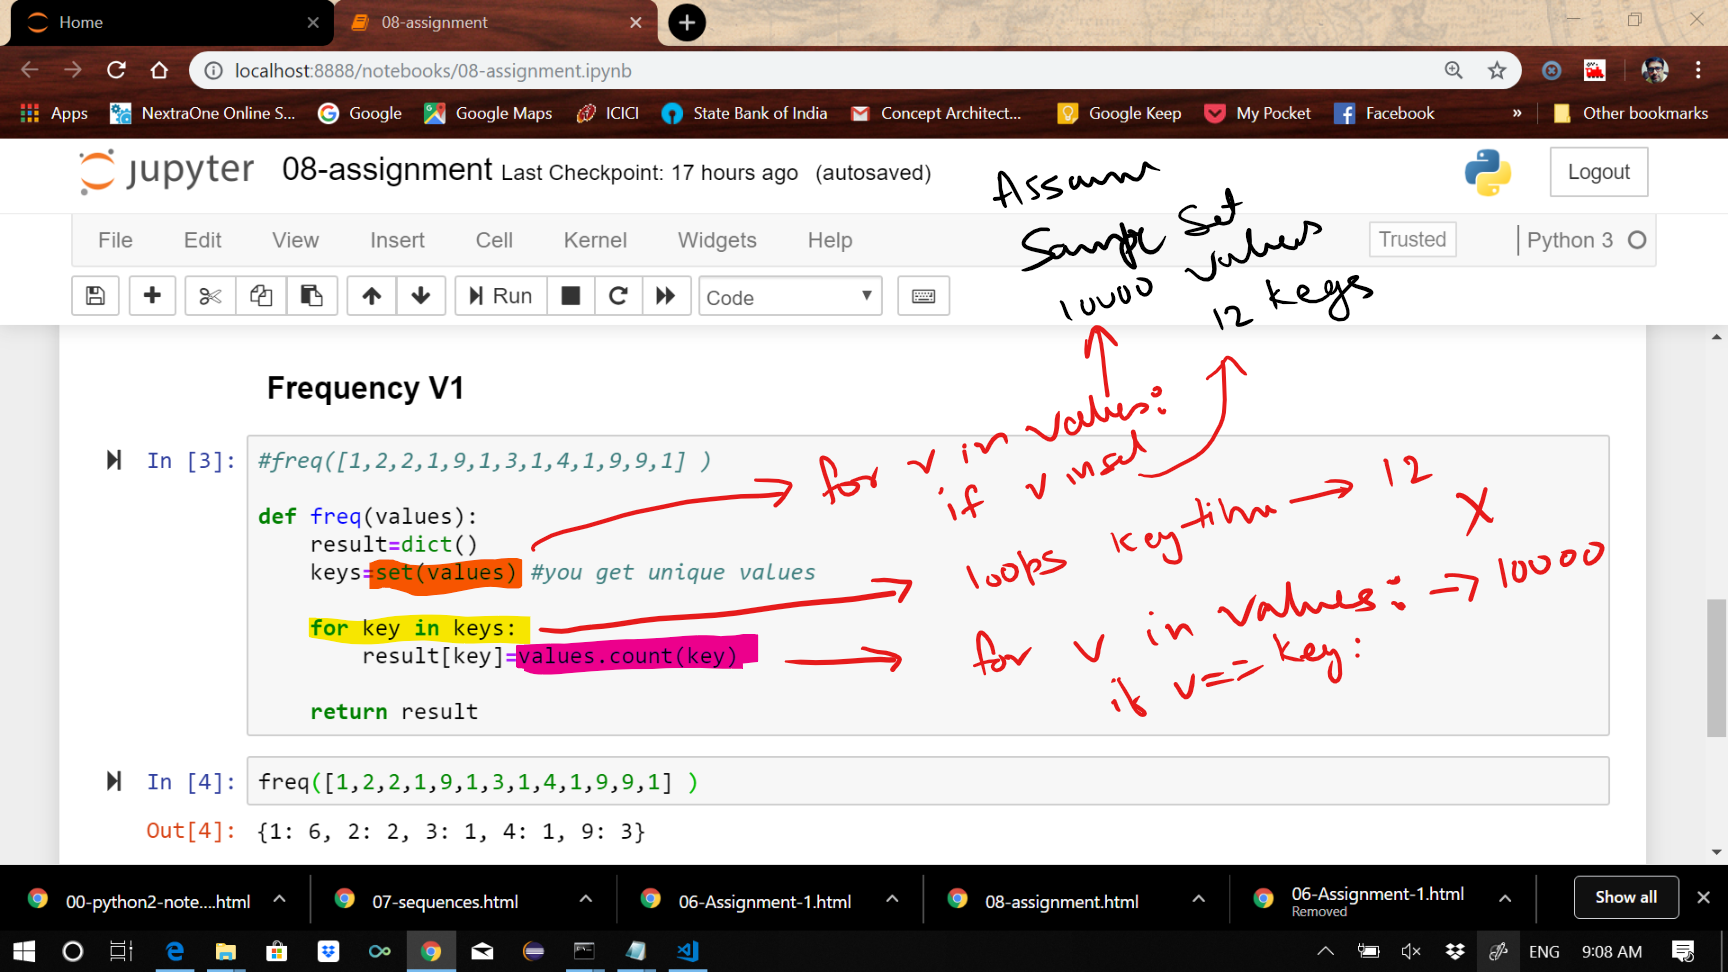 Home
08-assignment
localhost:8888/notebooks/08-assignment.ipynb
Apps NextraOne Online S... Google Google Maps ICICI State Bank of India Concept Architect... Google Keep My Pocket Facebook » Other bookmarks
jupyter 08-assignment Last Checkpoint: 17 hours ago (autosaved)
Logout
File Edit View Insert Cell Kernel Widgets Help
Trusted
Python 3
Run
Code
Assume
Sample Set
10000 values
12 keys
Frequency V1
In [3]:
#freq([1,2,2,1,9,1,3,1,4,1,9,9,1] )
def freq(values):
result=dict()
keys=set(values) #you get unique values
for key in keys:
result[key]=values.count(key)
return result
for v in values:
if v in
loops key time → 12
X
for v in values: → 10000
if v== key:
In [4]:
freq([1,2,2,1,9,1,3,1,4,1,9,9,1] )
Out[4]:
{1: 6, 2: 2, 3: 1, 4: 1, 9: 3}
00-python2-note....html
07-sequences.html
06-Assignment-1.html
08-assignment.html
06-Assignment-1.html
Removed
Show all
ENG
9:08 AM